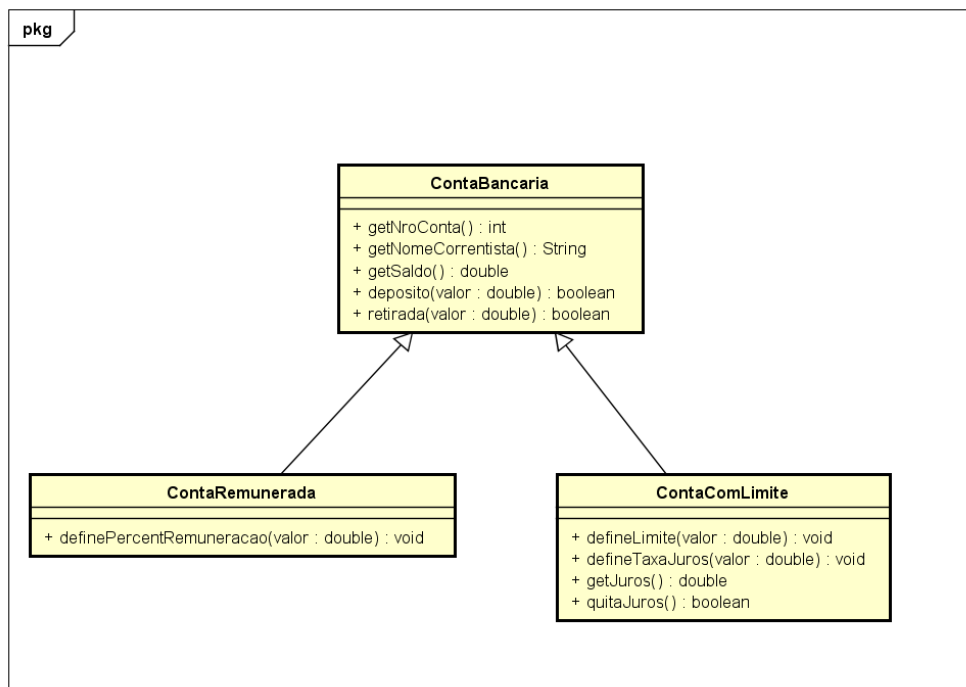 pkg
ContaBancaria
+ getNroConta() : int
+ getNomeCorrentista() : String
+ getSaldo() : double
+ deposito(valor : double) : boolean
+ retirada(valor : double) : boolean
ContaRemunerada
+ definePercentRemuneracao(valor : double) : void
ContaComLimite
+ defineLimite(valor : double) : void
+ defineTaxaJuros(valor : double) : void
+ getJuros() : double
+ quitaJuros() : boolean